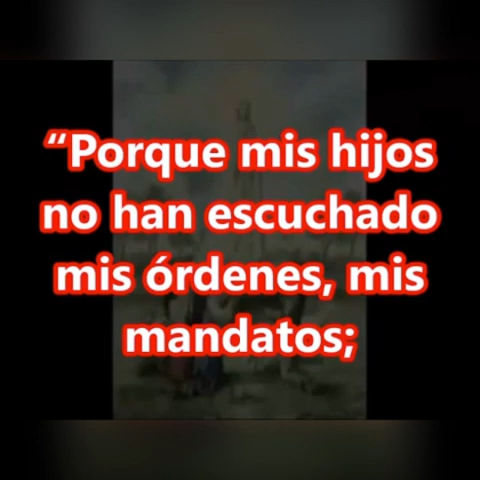 “Porque mis hijos
no han escuchado
mis órdenes, mis
mandatos;